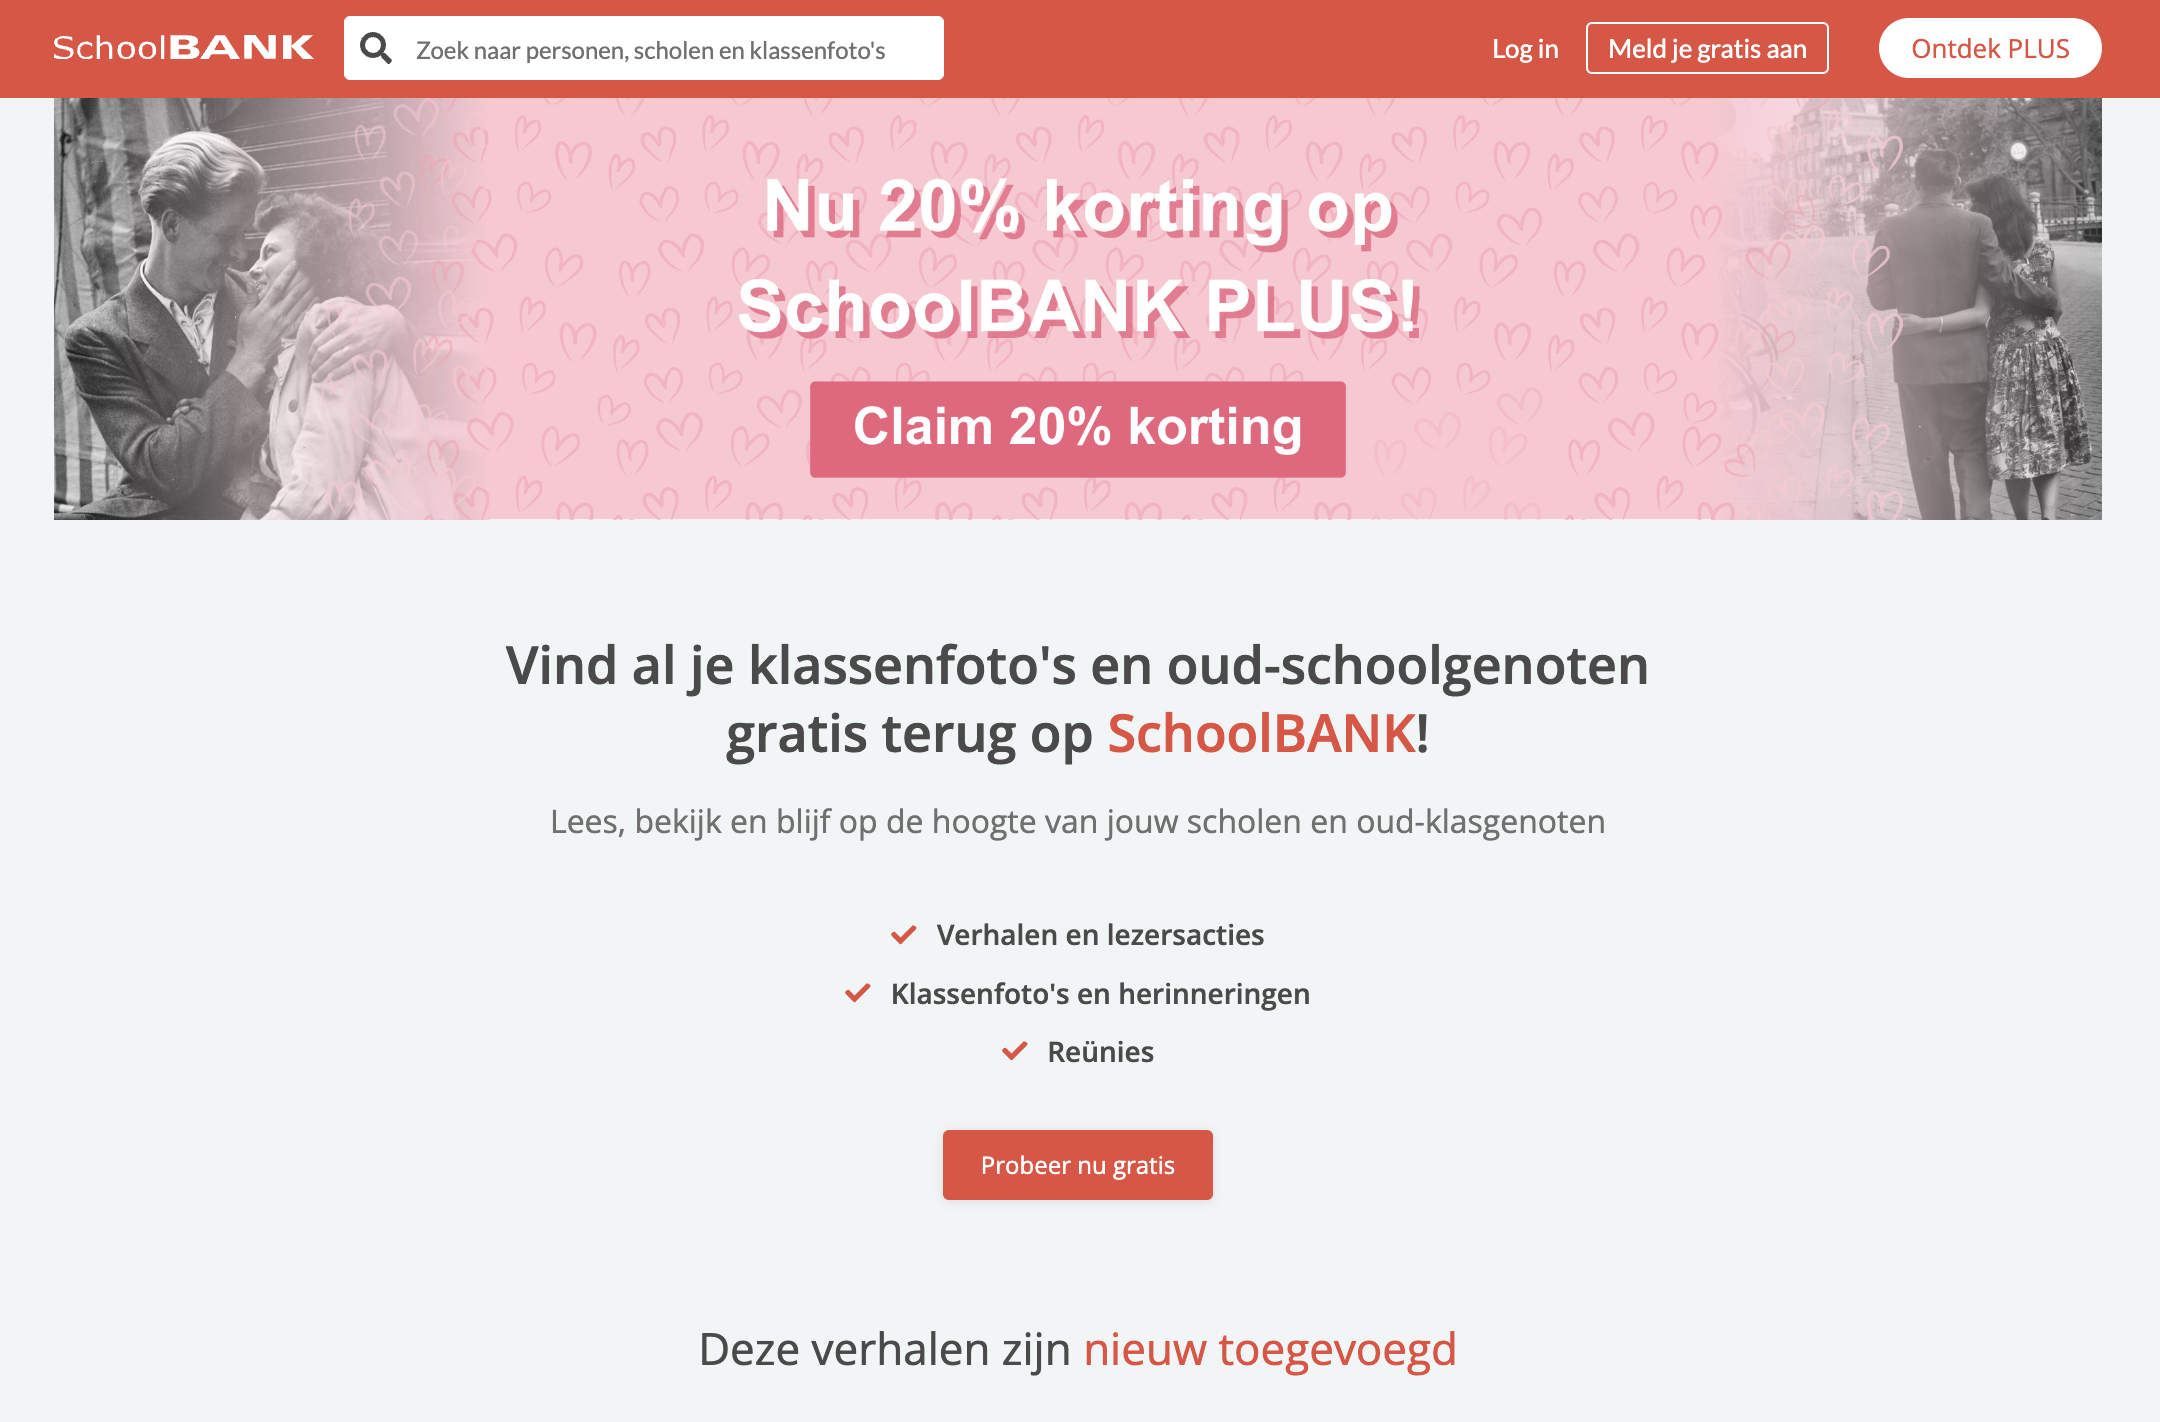 SchoolBANK
Zoek naar personen, scholen en klassenfoto's
Log in
Meld je gratis aan
Ontdek PLUS
Nu 20% korting op
SchoolBANK PLUS!
Claim 20% korting
Vind al je klassenfoto's en oud-schoolgenoten
gratis terug op SchoolBANK!
Lees, bekijk en blijf op de hoogte van jouw scholen en oud-klasgenoten
Verhalen en lezersacties
Klassenfoto's en herinneringen
Reünies
Probeer nu gratis
Deze verhalen zijn nieuw toegevoegd